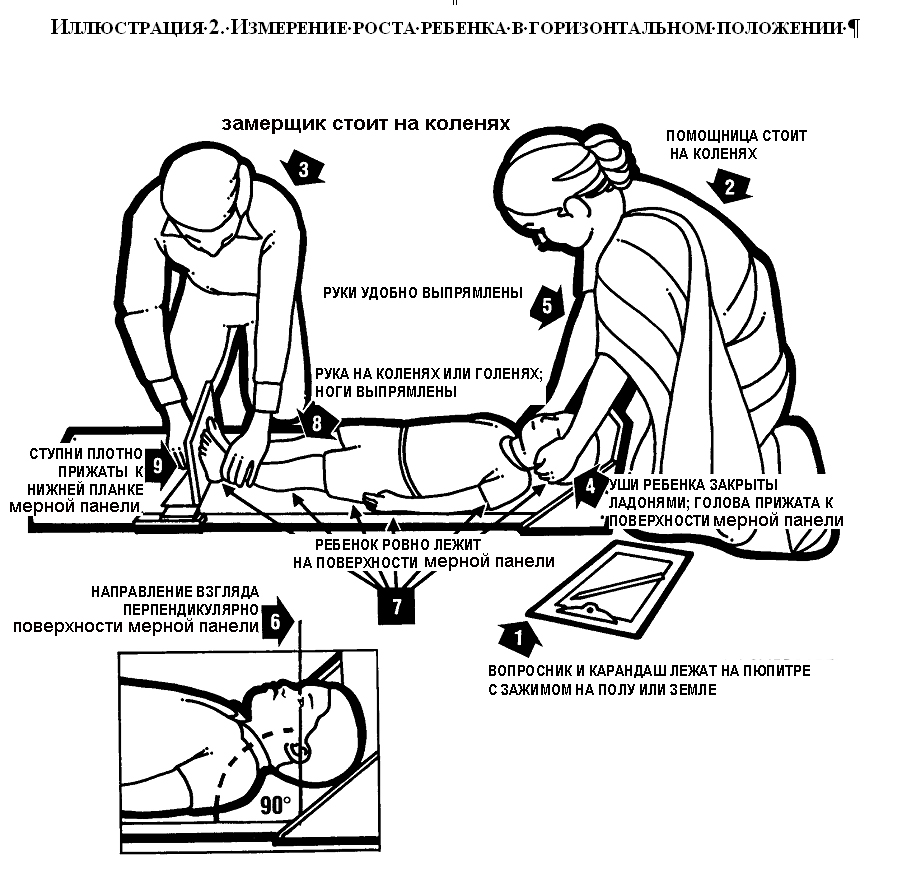 ¶
ИЛЛЮСТРАЦИЯ·2.·ИЗМЕРЕНИЕ·РОСТА·РЕБЕНКА·В·ГОРИЗОНТАЛЬНОМ·ПОЛОЖЕНИИ·¶
замерщик стоит на коленях
3
ПОМОЩНИЦА СТОИТ
НА КОЛЕНЯХ
2
РУКИ УДОБНО ВЫПРЯМЛЕНЫ
5
РУКА НА КОЛЕНЯХ ИЛИ ГОЛЕНЯХ;
НОГИ ВЫПРЯМЛЕНЫ
8
СТУПНИ ПЛОТНО
ПРИЖАТЫ К
НИЖНЕЙ ПЛАНКЕ
мерной панели
9
4
УШИ РЕБЕНКА ЗАКРЫТЫ
ЛАДОНЯМИ; ГОЛОВА ПРИЖАТА К
ПОВЕРХНОСТИ мерной панели
РЕБЕНОК РОВНО ЛЕЖИТ
НА ПОВЕРХНОСТИ мерной панели
7
НАПРАВЛЕНИЕ ВЗГЛЯДА
ПЕРПЕНДИКУЛЯРНО
поверхности мерной панели
6
1
ВОПРОСНИК И КАРАНДАШ ЛЕЖАТ НА ПЮПИТРЕ
С ЗАЖИМОМ НА ПОЛУ ИЛИ ЗЕМЛЕ
90°